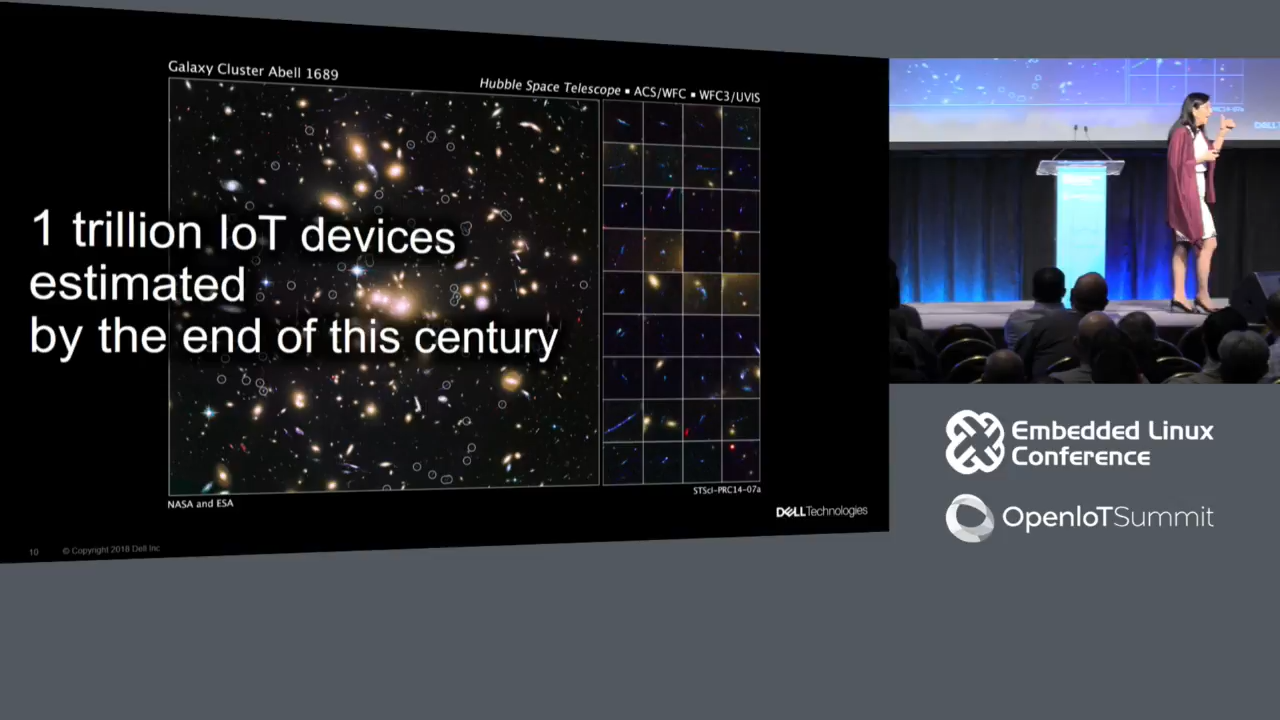 Galaxy Cluster Abell 1689
Hubble Space Telescope ▪ ACS/WFC ▪ WFC3/UVIS
1 trillion IoT devices
estimated
by the end of this century
NASA and ESA
STScI-PRC14-07a
DELLTechnologies
10 © Copyright 2018 Dell Inc
Embedded Linux
Conference
OpenIoTSummit